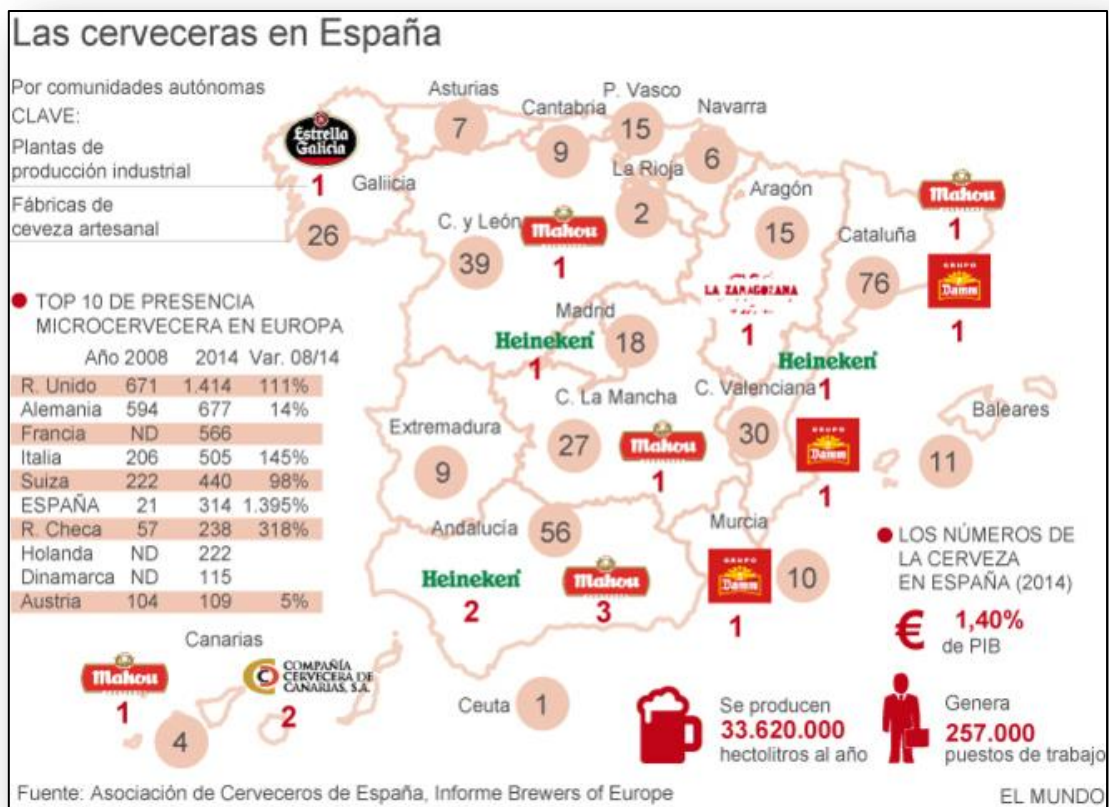 Las cerveceras en España
Por comunidades autónomas
CLAVE:
Plantas de
producción industrial
Fábricas de
ceveza artesanal
Estrella
Galicia
1
Galiicia
26
Asturias
7
Cantabria
9
P. Vasco
15
Navarra
6
La Rioja
2
Aragón
15
LA ZARAGOZANA
1
Cataluña
76
Mahou
1
GRUPO
Damm
1
C. y León
39
Mahou
1
Madrid
18
Heineken
1
C. La Mancha
27
Mahou
1
C. Valenciana
30
Heineken
1
GRUPO
Damm
1
Baleares
11
Extremadura
9
Andalucía
56
Heineken
2
Mahou
3
Murcia
10
GRUPO
Damm
1
Canarias
4
Mahou
1
COMPAÑÍA
CERVECERA DE
CANARIAS, S.A.
2
Ceuta
1
TOP 10 DE PRESENCIA
MICROCERVECERA EN EUROPA
Año 2008 2014 Var. 08/14
R. Unido 671 1.414 111%
Alemania 594 677 14%
Francia ND 566
Italia 206 505 145%
Suiza 222 440 98%
ESPAÑA 21 314 1.395%
R. Checa 57 238 318%
Holanda ND 222
Dinamarca ND 115
Austria 104 109 5%
LOS NÚMEROS DE
LA CERVEZA
EN ESPAÑA (2014)
€ 1,40%
de PIB
Se producen
33.620.000
hectolitros al año
Genera
257.000
puestos de trabajo
Fuente: Asociación de Cerveceros de España, Informe Brewers of Europe
EL MUNDO